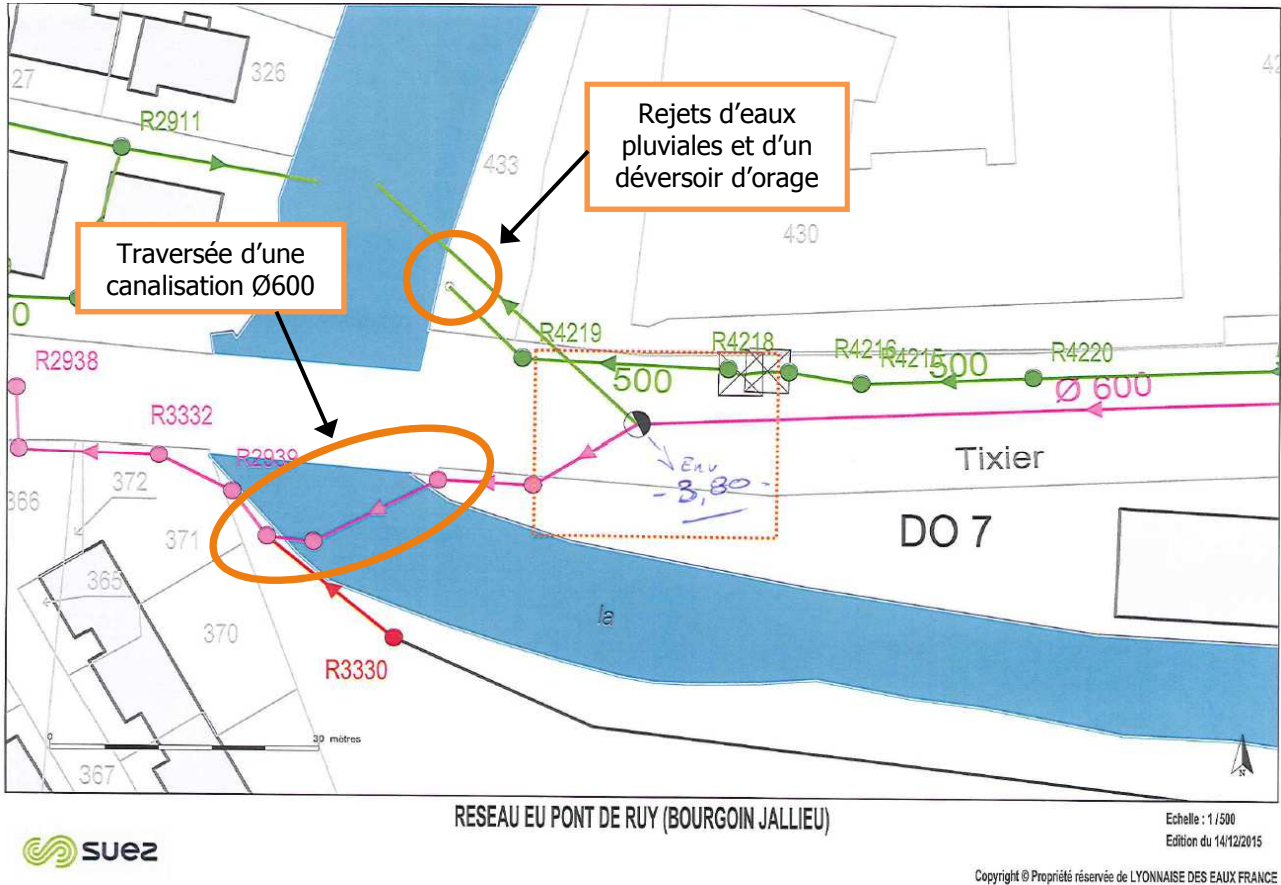 326
27
R2911
Rejets d’eaux
pluviales et d’un
déversoir d’orage
433
430
Traversée d’une
canalisation Ø600
0
R4219
R4218
R4216
R4215
500
R4220
500
Ø 600
R2938
R3332
R2939
Tixier
Env
- 3,80 -
372
366
371
DO 7
365
370
la
R3330
0
30 mètres
367
N
RESEAU EU PONT DE RUY (BOURGOIN JALLIEU)
Echelle : 1 / 500
Edition du 14/12/2015
suez
Copyright © Propriété réservée de LYONNAISE DES EAUX FRANCE